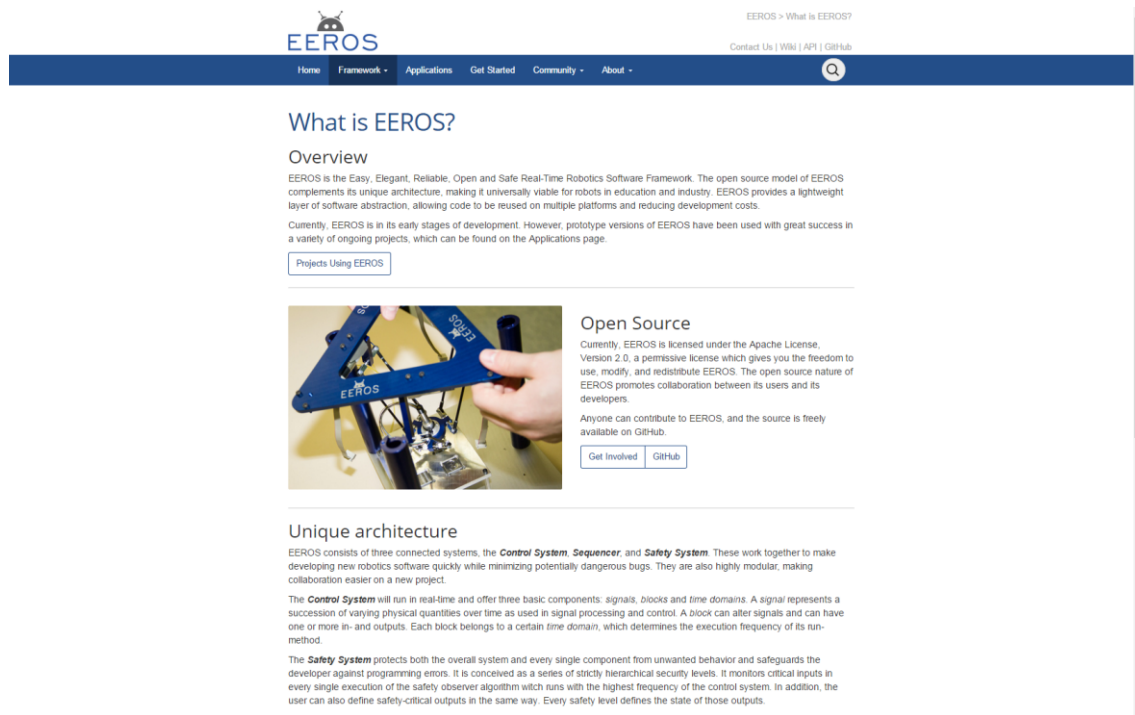 EEROS > What is EEROS?
EEROS
Contact Us | Wiki | API | GitHub
Home Framework Applications Get Started Community About
What is EEROS?
Overview
EEROS is the Easy, Elegant, Reliable, Open and Safe Real-Time Robotics Software Framework. The open source model of EEROS
complements its unique architecture, making it universally viable for robots in education and industry. EEROS provides a lightweight
layer of software abstraction, allowing code to be reused on multiple platforms and reducing development costs.
Currently, EEROS is in its early stages of development. However, prototype versions of EEROS have been used with great success in
a variety of ongoing projects, which can be found on the Applications page.
Projects Using EEROS
EEROS
EEROS
Open Source
Currently, EEROS is licensed under the Apache License,
Version 2.0, a permissive license which gives you the freedom to
use, modify, and redistribute EEROS. The open source nature of
EEROS promotes collaboration between its users and its
developers.
Anyone can contribute to EEROS, and the source is freely
available on GitHub.
Get Involved GitHub
Unique architecture
EEROS consists of three connected systems, the Control System, Sequencer, and Safety System. These work together to make
developing new robotics software quickly while minimizing potentially dangerous bugs. They are also highly modular, making
collaboration easier on a new project.
The Control System will run in real-time and offer three basic components: signals, blocks and time domains. A signal represents a
succession of varying physical quantities over time as used in signal processing and control. A block can alter signals and can have
one or more in- and outputs. Each block belongs to a certain time domain, which determines the execution frequency of its run-
method.
The Safety System protects both the overall system and every single component from unwanted behavior and safeguards the
developer against programming errors. It is conceived as a series of strictly hierarchical security levels. It monitors critical inputs in
every single execution of the safety observer algorithm witch runs with the highest frequency of the control system. In addition, the
user can also define safety-critical outputs in the same way. Every safety level defines the state of those outputs.